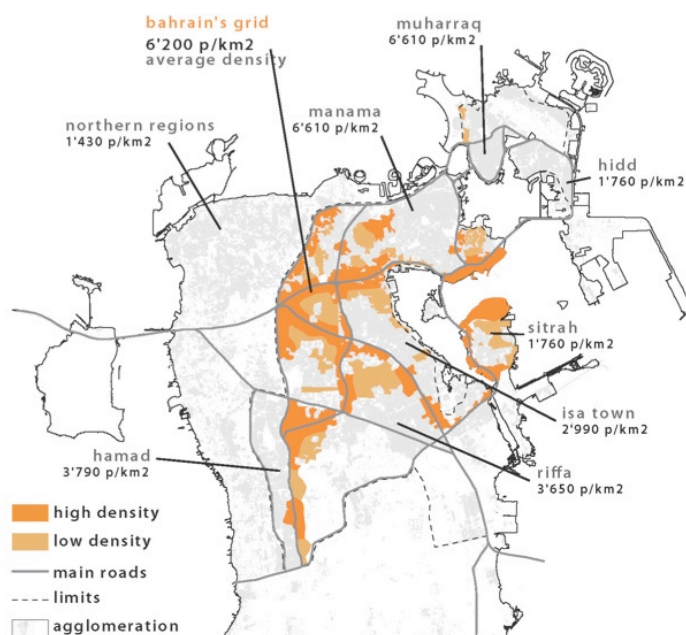 bahrain's grid
6'200 p/km2
average density
muharraq
6'610 p/km2
manama
6'610 p/km2
northern regions
1'430 p/km2
hidd
1'760 p/km2
sitrah
1'760 p/km2
isa town
2'990 p/km2
hamad
3'790 p/km2
riffa
3'650 p/km2
high density
low density
main roads
limits
agglomeration